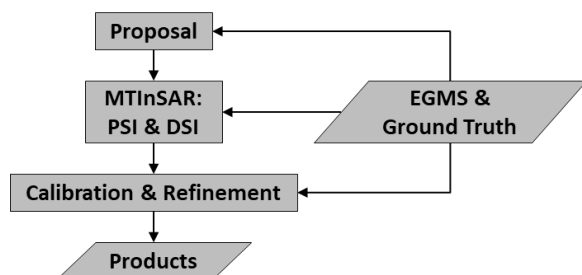 Proposal
MTInSAR:
PSI & DSI
EGMS &
Ground Truth
Calibration & Refinement
Products